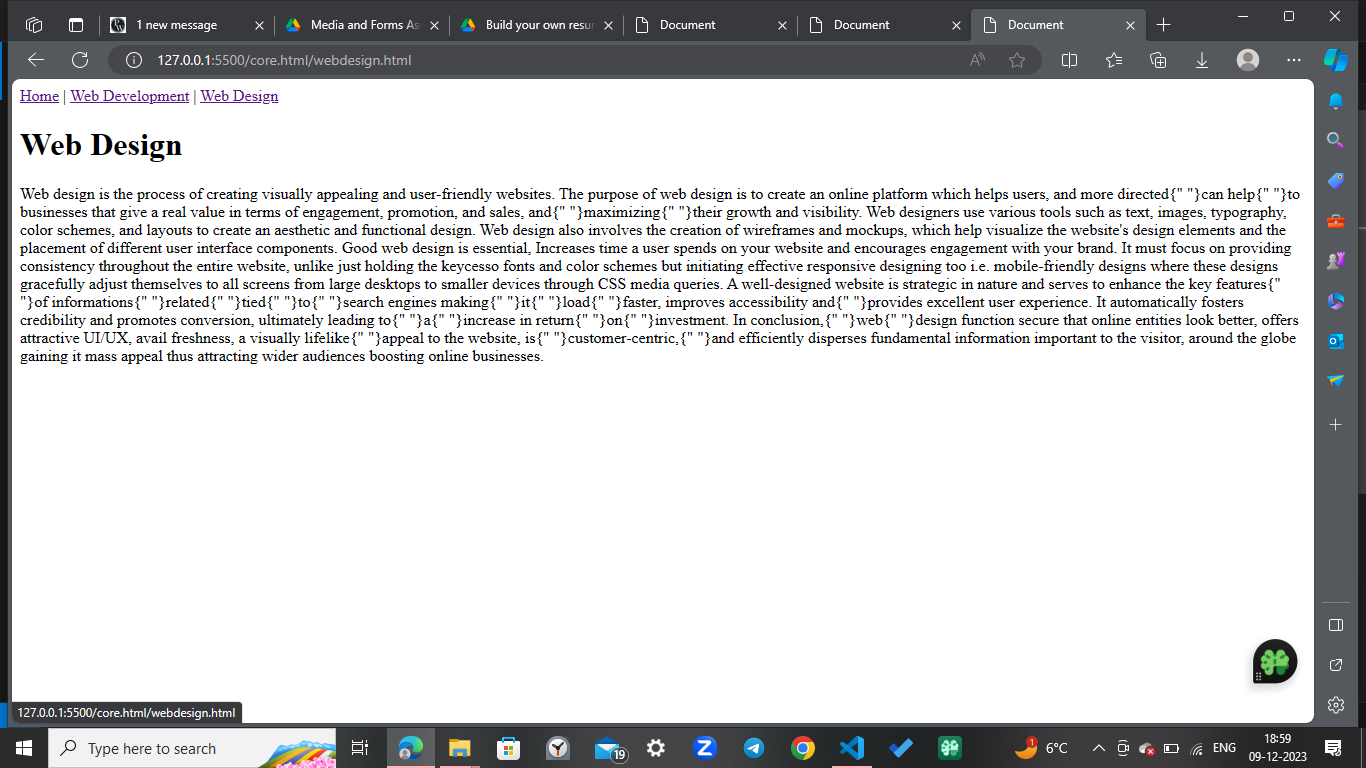 1 new message
Media and Forms As
Build your own resur
Document
Document
Document
127.0.0.1:5500/core.html/webdesign.html
Home | Web Development | Web Design
Web Design
Web design is the process of creating visually appealing and user-friendly websites. The purpose of web design is to create an online platform which helps users, and more directed{" "}can help{" "}to
businesses that give a real value in terms of engagement, promotion, and sales, and{" "}maximizing{" "}their growth and visibility. Web designers use various tools such as text, images, typography,
color schemes, and layouts to create an aesthetic and functional design. Web design also involves the creation of wireframes and mockups, which help visualize the website's design elements and the
placement of different user interface components. Good web design is essential, Increases time a user spends on your website and encourages engagement with your brand. It must focus on providing
consistency throughout the entire website, unlike just holding the keycesso fonts and color schemes but initiating effective responsive designing too i.e. mobile-friendly designs where these designs
gracefully adjust themselves to all screens from large desktops to smaller devices through CSS media queries. A well-designed website is strategic in nature and serves to enhance the key features{"
"}of informations{" "}related{" "}tied{" "}to{" "}search engines making{" "}it{" "}load{" "}faster, improves accessibility and{" "}provides excellent user experience. It automatically fosters
credibility and promotes conversion, ultimately leading to{" "}a{" "}increase in return{" "}on{" "}investment. In conclusion,{" "}web{" "}design function secure that online entities look better, offers
attractive UI/UX, avail freshness, a visually lifelike{" "}appeal to the website, is{" "}customer-centric,{" "}and efficiently disperses fundamental information important to the visitor, around the globe
gaining it mass appeal thus attracting wider audiences boosting online businesses.
127.0.0.1:5500/core.html/webdesign.html
Type here to search
19
1
6°C
ENG
18:59
09-12-2023